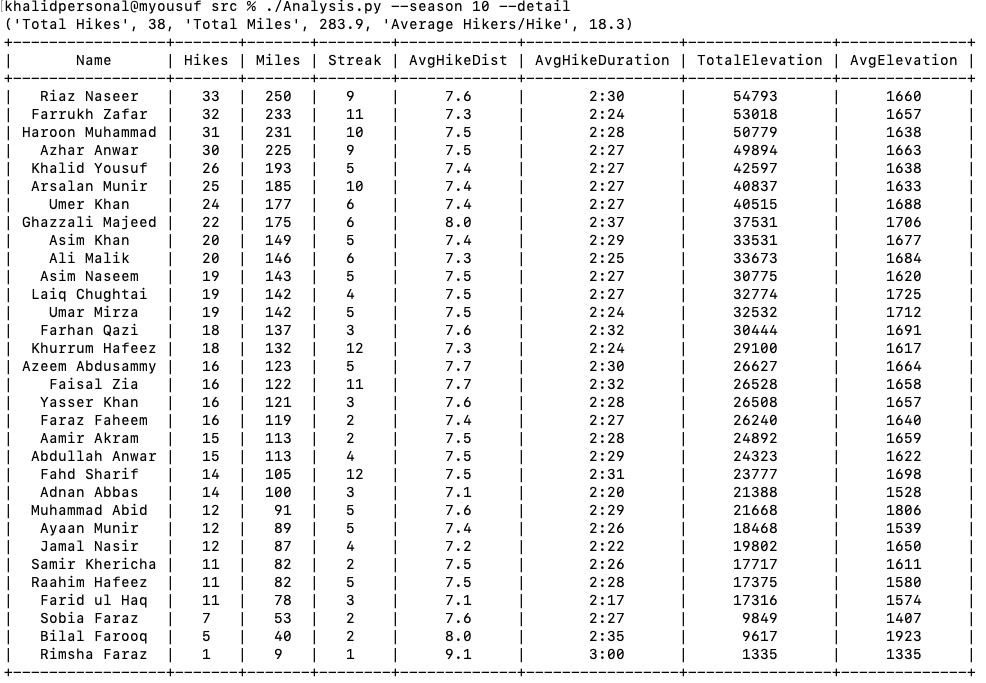 khalidpersonal@myousuf src % ./Analysis.py --season 10 --detail
('Total Hikes', 38, 'Total Miles', 283.9, 'Average Hikers/Hike', 18.3)
+-----------------+-------+-------+--------+-------------+-----------------+----------------+--------------+
| Name | Hikes | Miles | Streak | AvgHikeDist | AvgHikeDuration | TotalElevation | AvgElevation |
+-----------------+-------+-------+--------+-------------+-----------------+----------------+--------------+
| Riaz Naseer | 33 | 250 | 9 | 7.6 | 2:30 | 54793 | 1660 |
| Farrukh Zafar | 32 | 233 | 11 | 7.3 | 2:24 | 53018 | 1657 |
| Haroon Muhammad | 31 | 231 | 10 | 7.5 | 2:28 | 50779 | 1638 |
| Azhar Anwar | 30 | 225 | 9 | 7.5 | 2:27 | 49894 | 1663 |
| Khalid Yousuf | 26 | 193 | 5 | 7.4 | 2:27 | 42597 | 1638 |
| Arsalan Munir | 25 | 185 | 10 | 7.4 | 2:27 | 40837 | 1633 |
| Umer Khan | 24 | 177 | 6 | 7.4 | 2:27 | 40515 | 1688 |
| Ghazzali Majeed | 22 | 175 | 6 | 8.0 | 2:37 | 37531 | 1706 |
| Asim Khan | 20 | 149 | 5 | 7.4 | 2:29 | 33531 | 1677 |
| Ali Malik | 20 | 146 | 6 | 7.3 | 2:25 | 33673 | 1684 |
| Asim Naseem | 19 | 143 | 5 | 7.5 | 2:27 | 30775 | 1620 |
| Laiq Chughtai | 19 | 142 | 4 | 7.5 | 2:27 | 32774 | 1725 |
| Umar Mirza | 19 | 142 | 5 | 7.5 | 2:24 | 32532 | 1712 |
| Farhan Qazi | 18 | 137 | 3 | 7.6 | 2:32 | 30444 | 1691 |
| Khurrum Hafeez | 18 | 132 | 12 | 7.3 | 2:24 | 29100 | 1617 |
| Azeem Abdusammy | 16 | 123 | 5 | 7.7 | 2:30 | 26627 | 1664 |
| Faisal Zia | 16 | 122 | 11 | 7.7 | 2:32 | 26528 | 1658 |
| Yasser Khan | 16 | 121 | 3 | 7.6 | 2:28 | 26508 | 1657 |
| Faraz Faheem | 16 | 119 | 2 | 7.4 | 2:27 | 26240 | 1640 |
| Aamir Akram | 15 | 113 | 2 | 7.5 | 2:28 | 24892 | 1659 |
| Abdullah Anwar | 15 | 113 | 4 | 7.5 | 2:29 | 24323 | 1622 |
| Fahd Sharif | 14 | 105 | 12 | 7.5 | 2:31 | 23777 | 1698 |
| Adnan Abbas | 14 | 100 | 3 | 7.1 | 2:20 | 21388 | 1528 |
| Muhammad Abid | 12 | 91 | 5 | 7.6 | 2:29 | 21668 | 1806 |
| Ayaan Munir | 12 | 89 | 5 | 7.4 | 2:26 | 18468 | 1539 |
| Jamal Nasir | 12 | 87 | 4 | 7.2 | 2:22 | 19802 | 1650 |
| Samir Khericha | 11 | 82 | 2 | 7.5 | 2:26 | 17717 | 1611 |
| Raahim Hafeez | 11 | 82 | 5 | 7.5 | 2:28 | 17375 | 1580 |
| Farid ul Haq | 11 | 78 | 3 | 7.1 | 2:17 | 17316 | 1574 |
| Sobia Faraz | 7 | 53 | 2 | 7.6 | 2:27 | 9849 | 1407 |
| Bilal Farooq | 5 | 40 | 2 | 8.0 | 2:35 | 9617 | 1923 |
| Rimsha Faraz | 1 | 9 | 1 | 9.1 | 3:00 | 1335 | 1335 |
+-----------------+-------+-------+--------+-------------+-----------------+----------------+--------------+